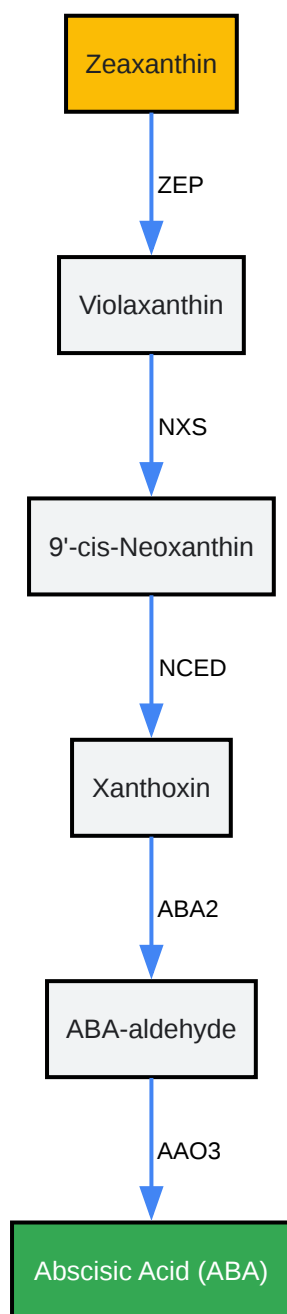 Zeaxanthin
ZEP
Violaxanthin
NXS
9'-cis-Neoxanthin
NCED
Xanthoxin
ABA2
ABA-aldehyde
AAO3
Abscisic Acid (ABA)